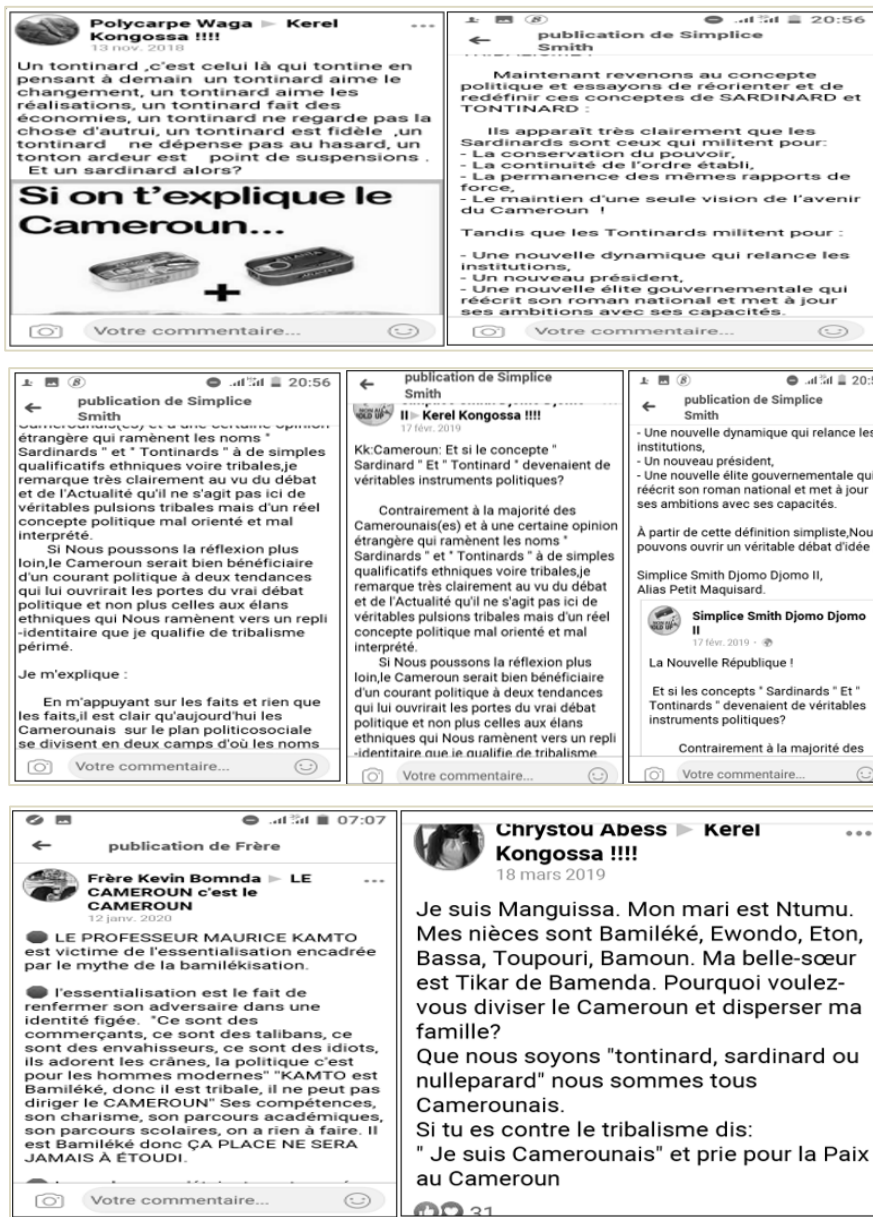 Polycarpe Waga ▶ Kerel
Kongossa !!!!
13 nov. 2018
Un tontinard ,c'est celui là qui tontine en
pensant à demain un tontinard aime le
changement, un tontinard aime les
réalisations, un tontinard fait des
économies, un tontinard ne regarde pas la
chose d'autrui, un tontinard est fidèle ,un
tontinard ne dépense pas au hasard, un
tonton ardeur est point de suspensions .
Et un sardinard alors?
Si on t'explique le
Cameroun...
+
Votre commentaire...
20:56
publication de Simplice
Smith
Maintenant revenons au concepte
politique et essayons de réorienter et de
redéfinir ces conceptes de SARDINARD et
TONTINARD :
Ils apparaît très clairement que les
Sardinards sont ceux qui militent pour:
- La conservation du pouvoir,
- La continuité de l'ordre établi,
- La permanence des mêmes rapports de
force,
- Le maintien d'une seule vision de l'avenir
du Cameroun !
Tandis que les Tontinards militent pour :
- Une nouvelle dynamique qui relance les
institutions,
- Un nouveau président,
- Une nouvelle élite gouvernementale qui
réécrit son roman national et met à jour
ses ambitions avec ses capacités.
Votre commentaire...
20:56
publication de Simplice
Smith
étrangère qui ramènent les noms "
Sardinards " et " Tontinards " à de simples
qualificatifs ethniques voire tribales,je
remarque très clairement au vu du débat
et de l'Actualité qu'il ne s'agit pas ici de
véritables pulsions tribales mais d'un réel
concepte politique mal orienté et mal
interprété.
Si Nous poussons la réflexion plus
loin,le Cameroun serait bien bénéficiaire
d'un courant politique à deux tendances
qui lui ouvrirait les portes du vrai débat
politique et non plus celles aux élans
ethniques qui Nous ramènent vers un repli
-identitaire que je qualifie de tribalisme
périmé.
Je m'explique :
En m'appuyant sur les faits et rien que
les faits,il est clair qu'aujourd'hui les
Camerounais sur le plan politicosociale
se divisent en deux camps d'où les noms
Votre commentaire...
publication de Simplice
Smith
II ▶ Kerel Kongossa !!!!
17 févr. 2019
Kk:Cameroun: Et si le concepte "
Sardinard " Et " Tontinard " devenaient de
véritables instruments politiques?
Contrairement à la majorité des
Camerounais(es) et à une certaine opinion
étrangère qui ramènent les noms "
Sardinards " et " Tontinards " à de simples
qualificatifs ethniques voire tribales,je
remarque très clairement au vu du débat
et de l'Actualité qu'il ne s'agit pas ici de
véritables pulsions tribales mais d'un réel
concepte politique mal orienté et mal
interprété.
Si Nous poussons la réflexion plus
loin,le Cameroun serait bien bénéficiaire
d'un courant politique à deux tendances
qui lui ouvrirait les portes du vrai débat
politique et non plus celles aux élans
ethniques qui Nous ramènent vers un repli
-identitaire que je qualifie de tribalisme
Votre commentaire...
publication de Simplice
Smith
- Une nouvelle dynamique qui relance les
institutions,
- Un nouveau président,
- Une nouvelle élite gouvernementale qui
réécrit son roman national et met à jour
ses ambitions avec ses capacités.
À partir de cette définition simpliste,Nou
pouvons ouvrir un véritable débat d'idée
Simplice Smith Djomo Djomo II,
Alias Petit Maquisard.
Simplice Smith Djomo Djomo
II
17 févr. 2019
La Nouvelle République !
Et si les concepts " Sardinards " Et "
Tontinards " devenaient de véritables
instruments politiques?
Contrairement à la majorité des
Votre commentaire...
07:07
publication de Frère
Frère Kevin Bomnda ▶ LE
CAMEROUN c'est le
CAMEROUN
12 janv. 2020
LE PROFESSEUR MAURICE KAMTO
est victime de l'essentialisation encadrée
par le mythe de la bamilékisation.
l'essentialisation est le fait de
renfermer son adversaire dans une
identité figée. "Ce sont des
commerçants, ce sont des talibans, ce
sont des envahisseurs, ce sont des idiots,
ils adorent les crânes, la politique c'est
pour les hommes modernes" "KAMTO est
Bamiléké, donc il est tribale, il ne peut pas
diriger le CAMEROUN" Ses compétences,
son charisme, son parcours académiques,
son parcours scolaires, on a rien à faire. Il
est Bamiléké donc ÇA PLACE NE SERA
JAMAIS À ÉTOUDI.
Votre commentaire...
Chrystou Abess ▶ Kerel
Kongossa !!!!
18 mars 2019
Je suis Manguissa. Mon mari est Ntumu.
Mes nièces sont Bamiléké, Ewondo, Eton,
Bassa, Toupouri, Bamoun. Ma belle-sœur
est Tikar de Bamenda. Pourquoi voulez-
vous diviser le Cameroun et disperser ma
famille?
Que nous soyons "tontinard, sardinard ou
nulleparard" nous sommes tous
Camerounais.
Si tu es contre le tribalisme dis:
" Je suis Camerounais" et prie pour la Paix
au Cameroun
31